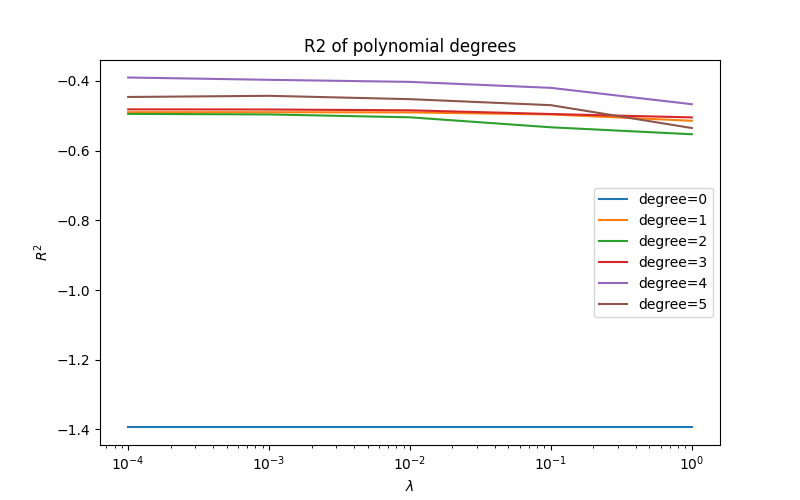 R2 of polynomial degrees
−0.4
−0.6
−0.8
−1.0
−1.2
−1.4
R²
degree=0
degree=1
degree=2
degree=3
degree=4
degree=5
10⁻⁴ 10⁻³ 10⁻² 10⁻¹ 10⁰
λ